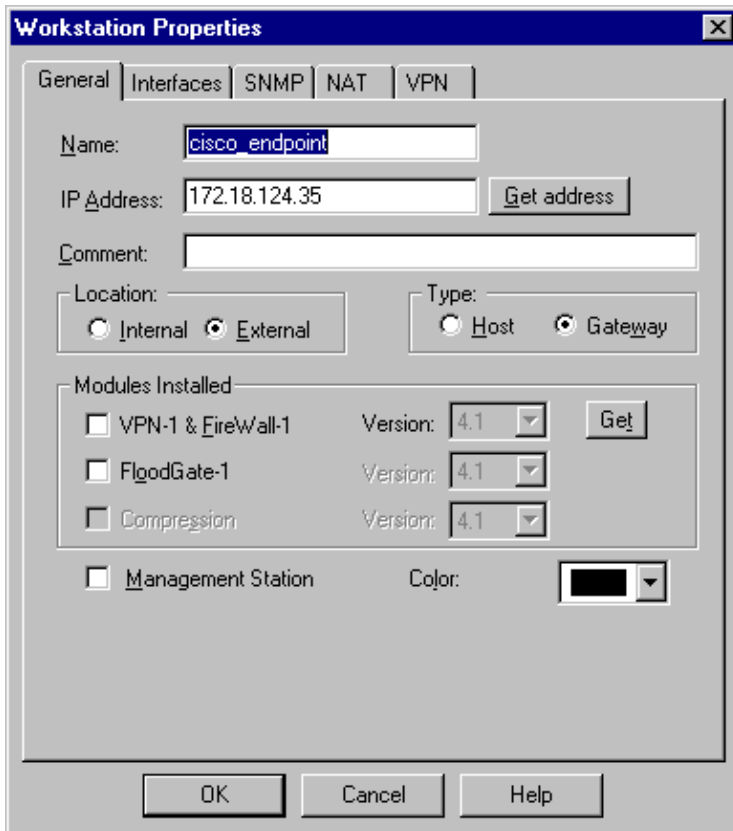 Workstation Properties
General Interfaces SNMP NAT VPN
Name: cisco_endpoint
IP Address: 172.18.124.35 Get address
Comment:
Location: Type:
Internal External Host Gateway
Modules Installed
VPN-1 & FireWall-1 Version: 4.1 Get
FloodGate-1 Version: 4.1
Compression Version: 4.1
Management Station Color:
OK Cancel Help